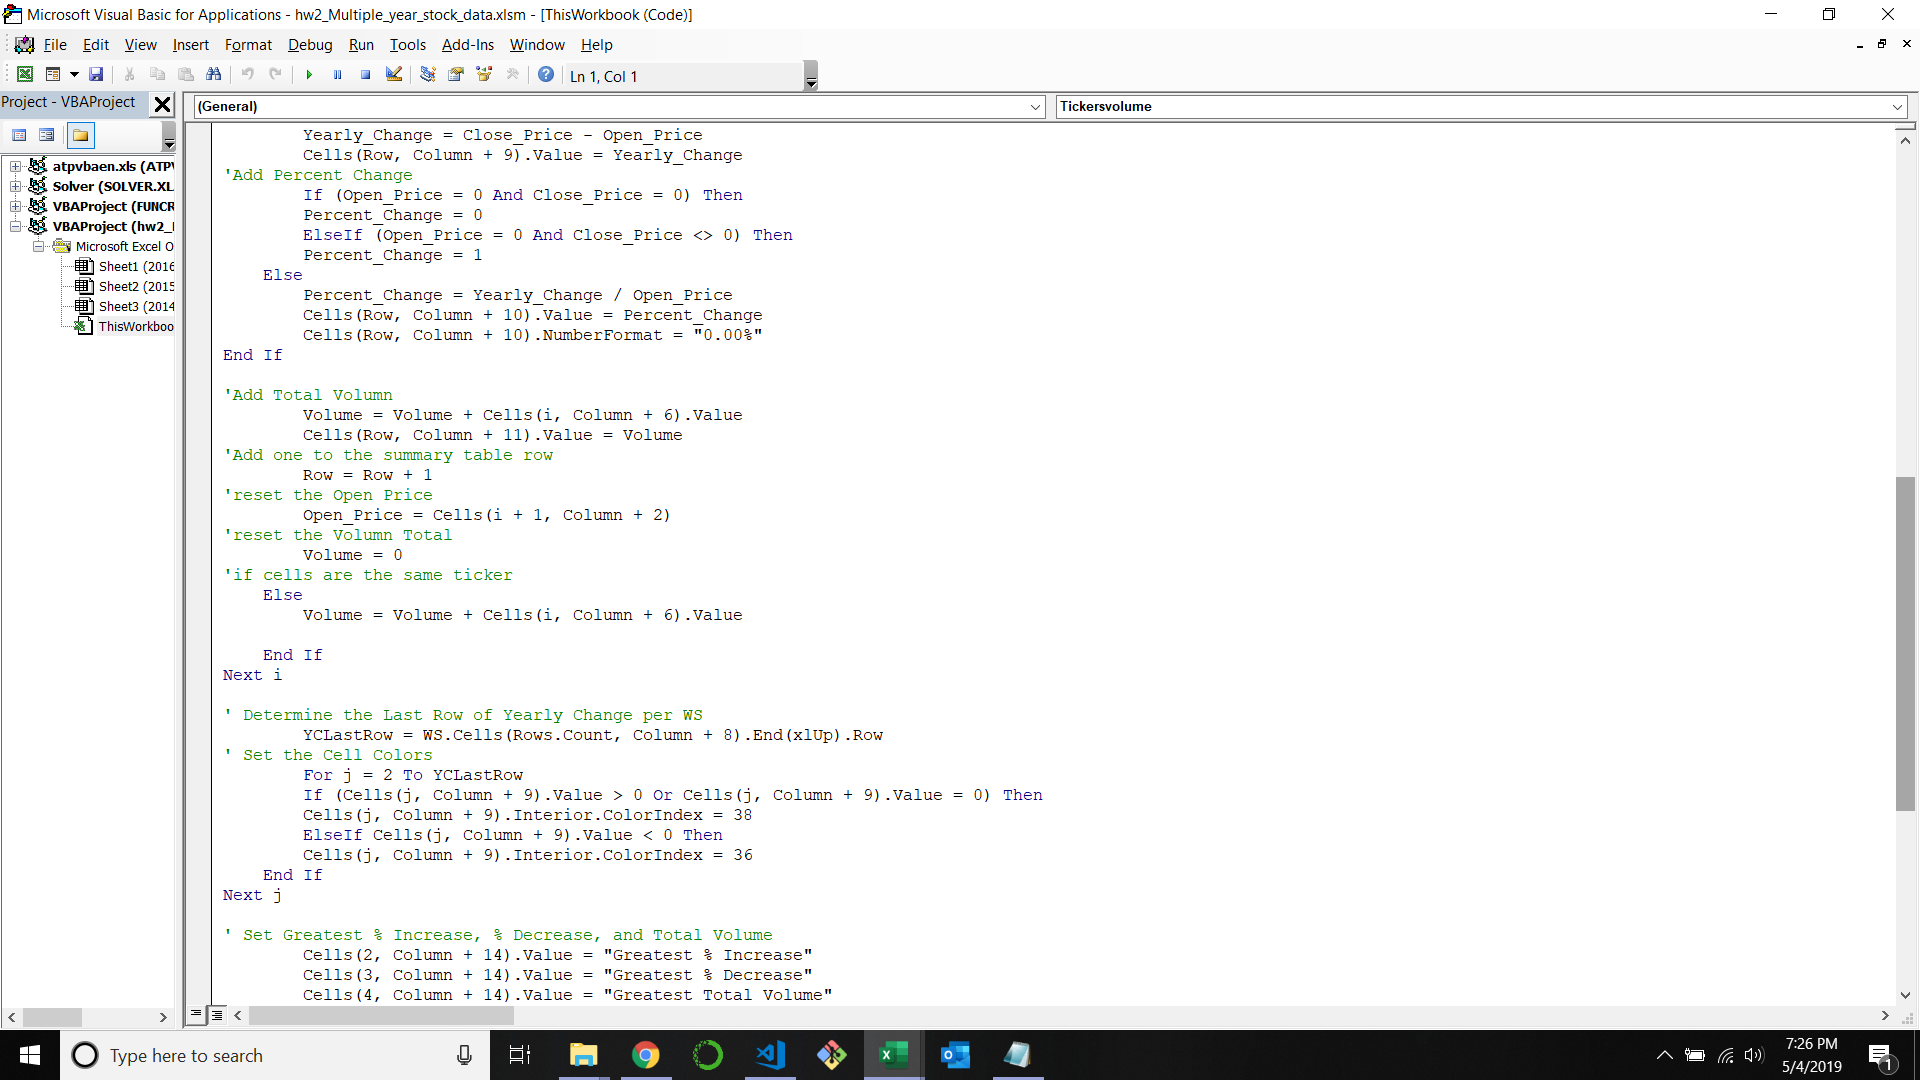 Microsoft Visual Basic for Applications - hw2_Multiple_year_stock_data.xlsm - [ThisWorkbook (Code)]
File Edit View Insert Format Debug Run Tools Add-Ins Window Help
Ln 1, Col 1
Project - VBAProject
(General)
Tickersvolume
atpvbaen.xls (ATPV
Solver (SOLVER.XL
VBAProject (FUNCR
VBAProject (hw2_
Microsoft Excel O
Sheet1 (2016
Sheet2 (2015
Sheet3 (2014
ThisWorkboo
        Yearly_Change = Close_Price - Open_Price
        Cells(Row, Column + 9).Value = Yearly_Change
'Add Percent Change
        If (Open_Price = 0 And Close_Price = 0) Then
        Percent_Change = 0
        ElseIf (Open_Price = 0 And Close_Price <> 0) Then
        Percent_Change = 1
    Else
        Percent_Change = Yearly_Change / Open_Price
        Cells(Row, Column + 10).Value = Percent_Change
        Cells(Row, Column + 10).NumberFormat = "0.00%"
End If
'Add Total Volumn
        Volume = Volume + Cells(i, Column + 6).Value
        Cells(Row, Column + 11).Value = Volume
'Add one to the summary table row
        Row = Row + 1
'reset the Open Price
        Open_Price = Cells(i + 1, Column + 2)
'reset the Volumn Total
        Volume = 0
'if cells are the same ticker
    Else
        Volume = Volume + Cells(i, Column + 6).Value
    End If
Next i
' Determine the Last Row of Yearly Change per WS
        YCLastRow = WS.Cells(Rows.Count, Column + 8).End(xlUp).Row
' Set the Cell Colors
        For j = 2 To YCLastRow
        If (Cells(j, Column + 9).Value > 0 Or Cells(j, Column + 9).Value = 0) Then
        Cells(j, Column + 9).Interior.ColorIndex = 38
        ElseIf Cells(j, Column + 9).Value < 0 Then
        Cells(j, Column + 9).Interior.ColorIndex = 36
    End If
Next j
' Set Greatest % Increase, % Decrease, and Total Volume
        Cells(2, Column + 14).Value = "Greatest % Increase"
        Cells(3, Column + 14).Value = "Greatest % Decrease"
        Cells(4, Column + 14).Value = "Greatest Total Volume"
Type here to search
7:26 PM
5/4/2019
1